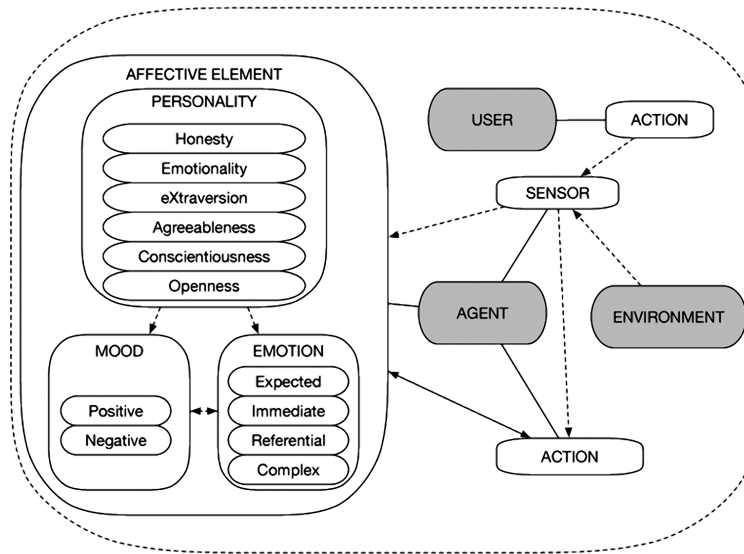 AFFECTIVE ELEMENT
PERSONALITY
Honesty
Emotionality
eXtraversion
Agreeableness
Conscientiousness
Openness
MOOD
Positive
Negative
EMOTION
Expected
Immediate
Referential
Complex
USER
ACTION
SENSOR
AGENT
ENVIRONMENT
ACTION